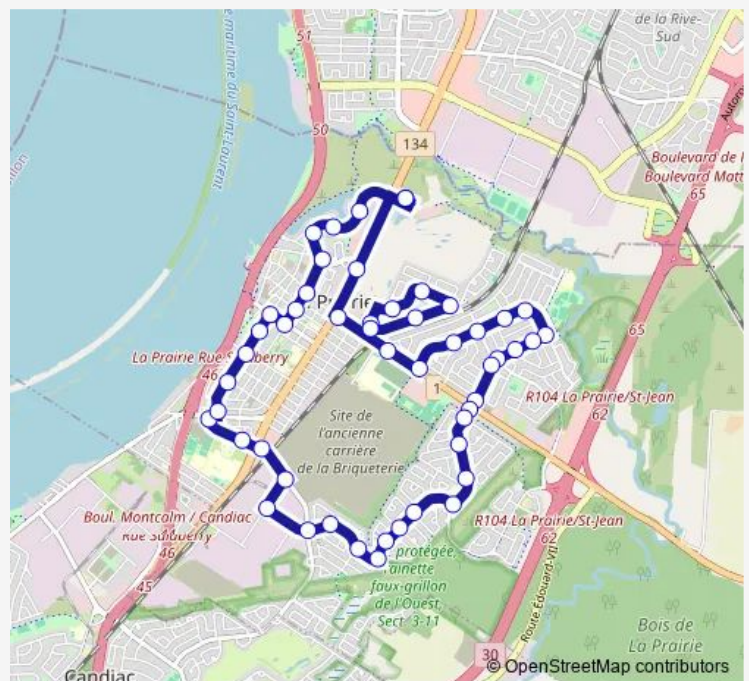 de la Rive-
Sud
51
maritime du Saint-Laurent
50
134
Boulevard de
Boulevard Mat
65
65
La Prairie Rue
46
1
R104 La Prairie/St-Jean
62
Site de
l'ancienne
carrière
de la Briqueterie
Boul. Montcalm / Candiac
Rue Salaberry
46
45
R104 La Prairie/St-Jean
62
protégée,
faux-grillon
de l'Ouest,
Sect 3-11
Route Édouard-VII
Bois de
La Prairie
30
Candiac
© OpenStreetMap contributors